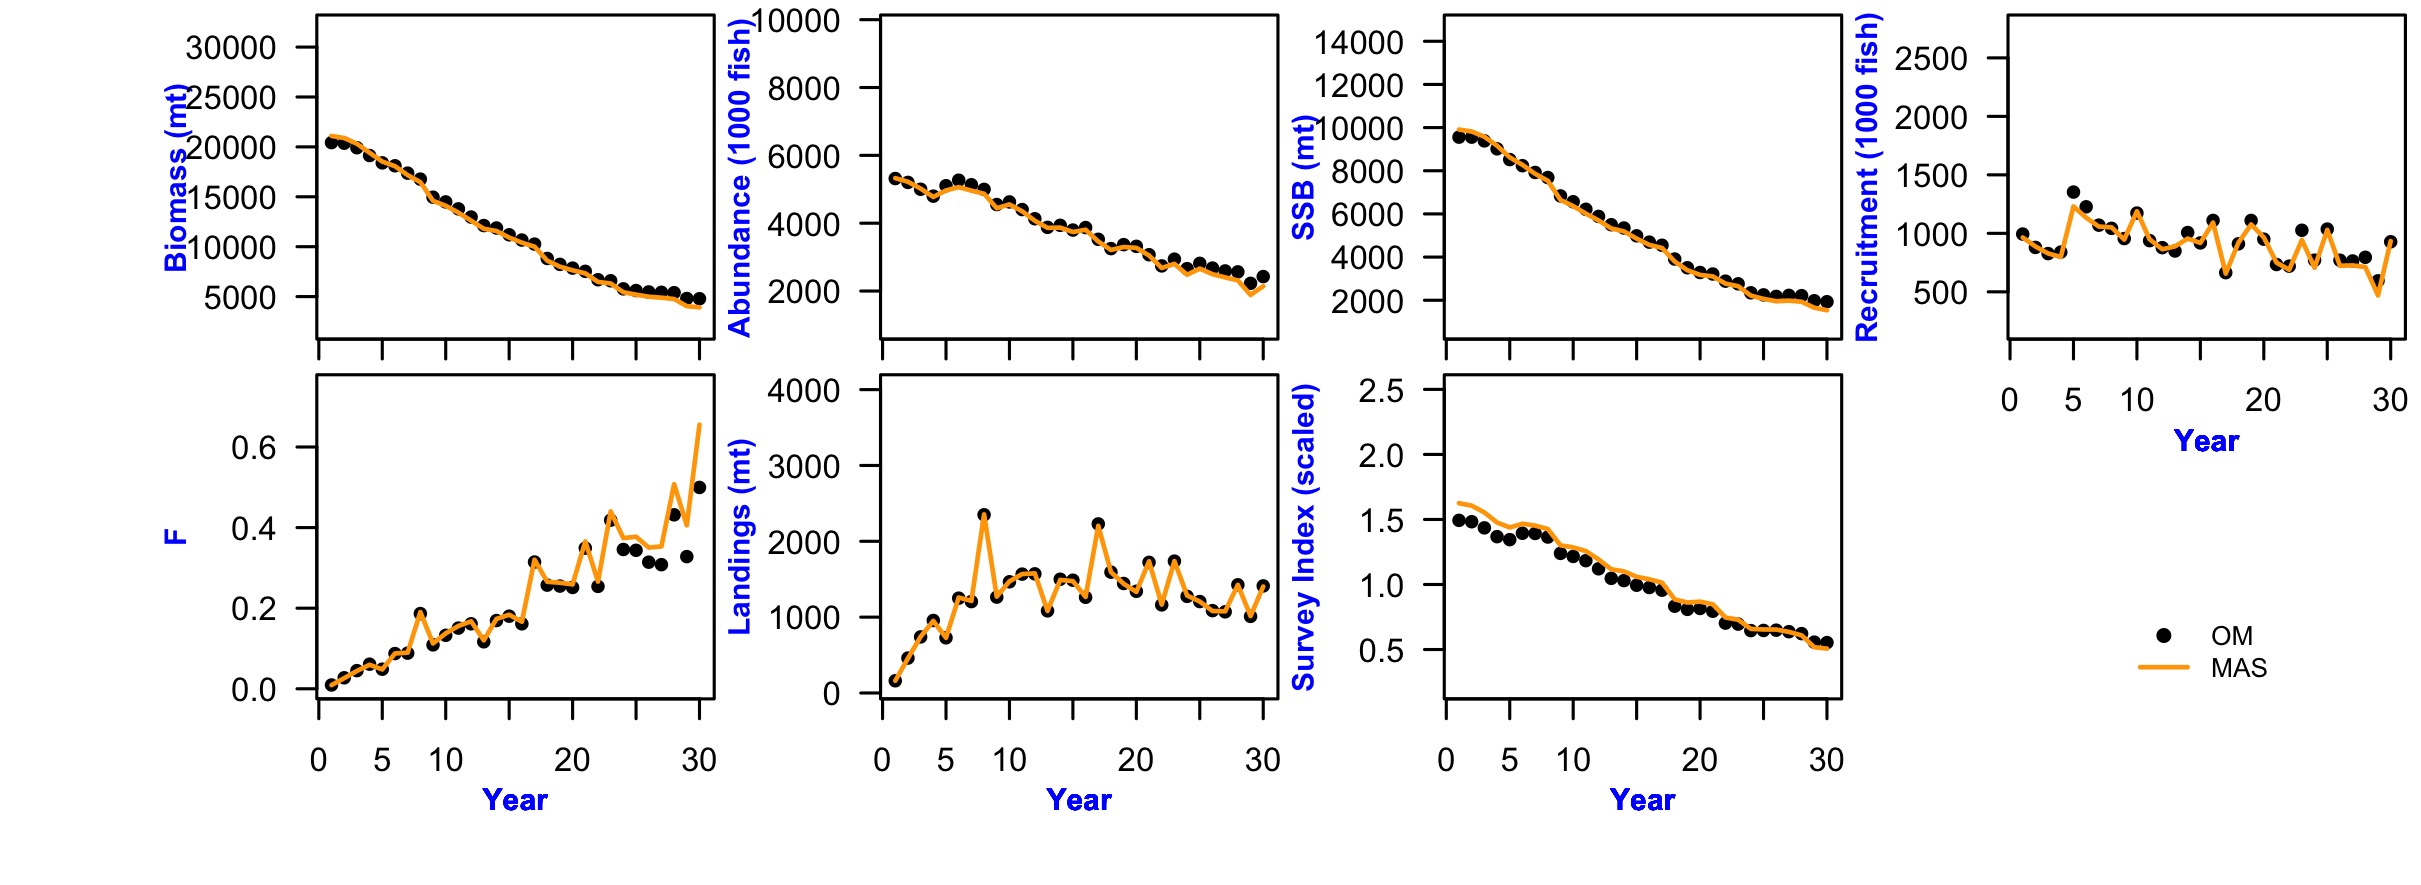 Biomass (mt)
30000
25000
20000
15000
10000
5000
Abundance (1000 fish)
10000
8000
6000
4000
2000
SSB (mt)
14000
12000
10000
8000
6000
4000
2000
Recruitment (1000 fish)
2500
2000
1500
1000
500
0 5 10 20 30
Year
F
0.6
0.4
0.2
0.0
0 5 10 20 30
Year
Landings (mt)
4000
3000
2000
1000
0
0 5 10 20 30
Year
Survey Index (scaled)
2.5
2.0
1.5
1.0
0.5
0 5 10 20 30
Year
OM
MAS